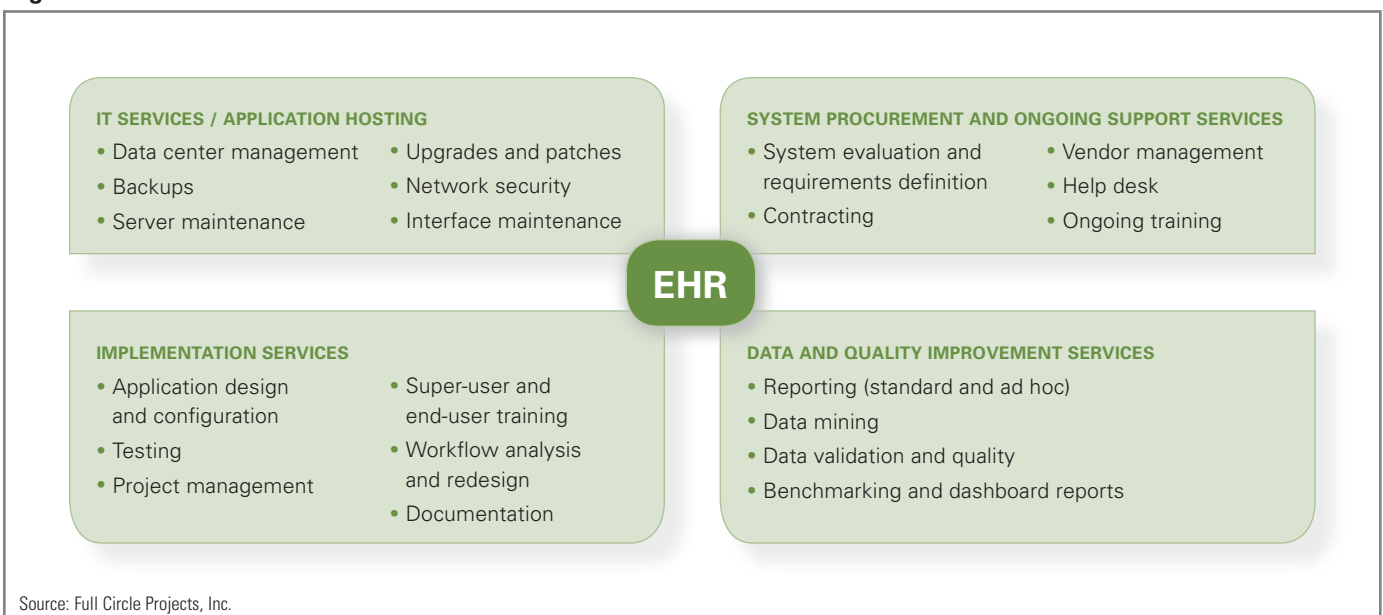 IT SERVICES / APPLICATION HOSTING
• Data center management
• Backups
• Server maintenance
• Upgrades and patches
• Network security
• Interface maintenance
SYSTEM PROCUREMENT AND ONGOING SUPPORT SERVICES
• System evaluation and
requirements definition
• Contracting
• Vendor management
• Help desk
• Ongoing training
EHR
IMPLEMENTATION SERVICES
• Application design
and configuration
• Testing
• Project management
• Super-user and
end-user training
• Workflow analysis
and redesign
• Documentation
DATA AND QUALITY IMPROVEMENT SERVICES
• Reporting (standard and ad hoc)
• Data mining
• Data validation and quality
• Benchmarking and dashboard reports
Source: Full Circle Projects, Inc.